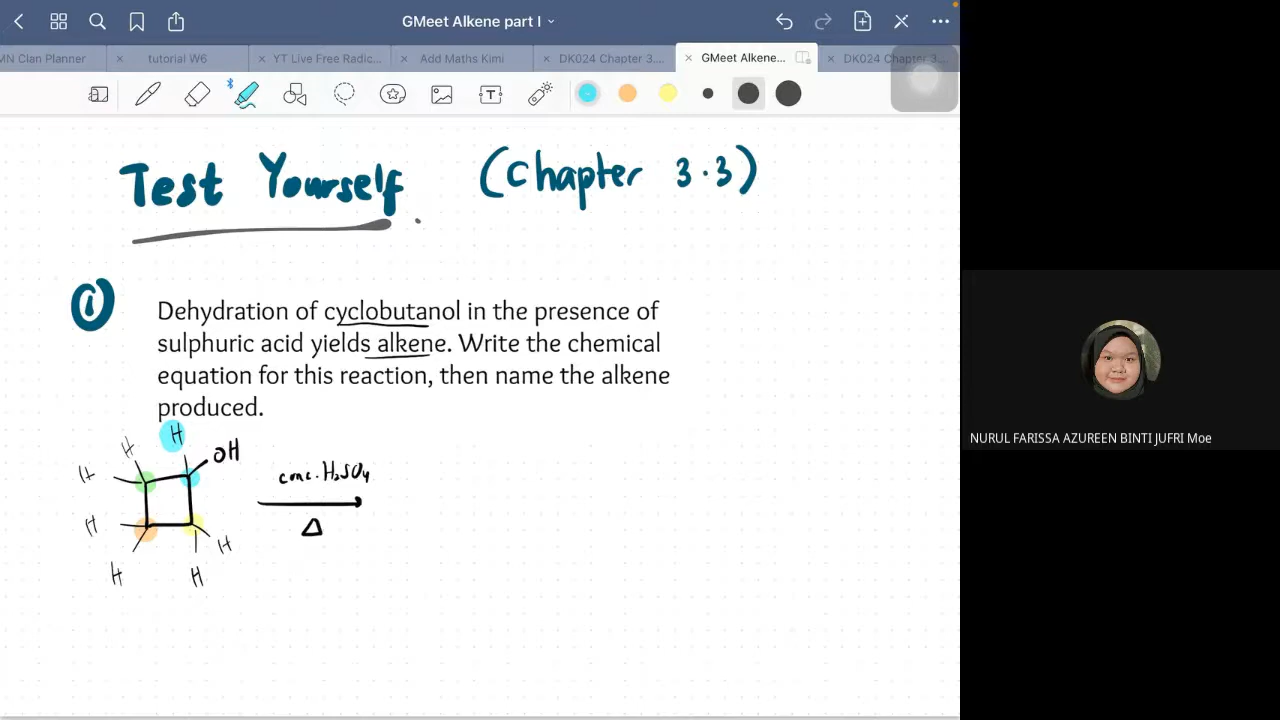 GMeet Alkene part I
MN Clan Planner
tutorial W6
YT Live Free Radic...
Add Maths Kimi
DK024 Chapter 3....
GMeet Alkene...
DK024 Chapter 3...
Test Yourself (Chapter 3.3)
1
Dehydration of cyclobutanol in the presence of
sulphuric acid yields alkene. Write the chemical
equation for this reaction, then name the alkene
produced.
H
H
OH
H
conc. H₂SO₄
H
Δ
H
H
H
NURUL FARISSA AZUREEN BINTI JUFRI Moe